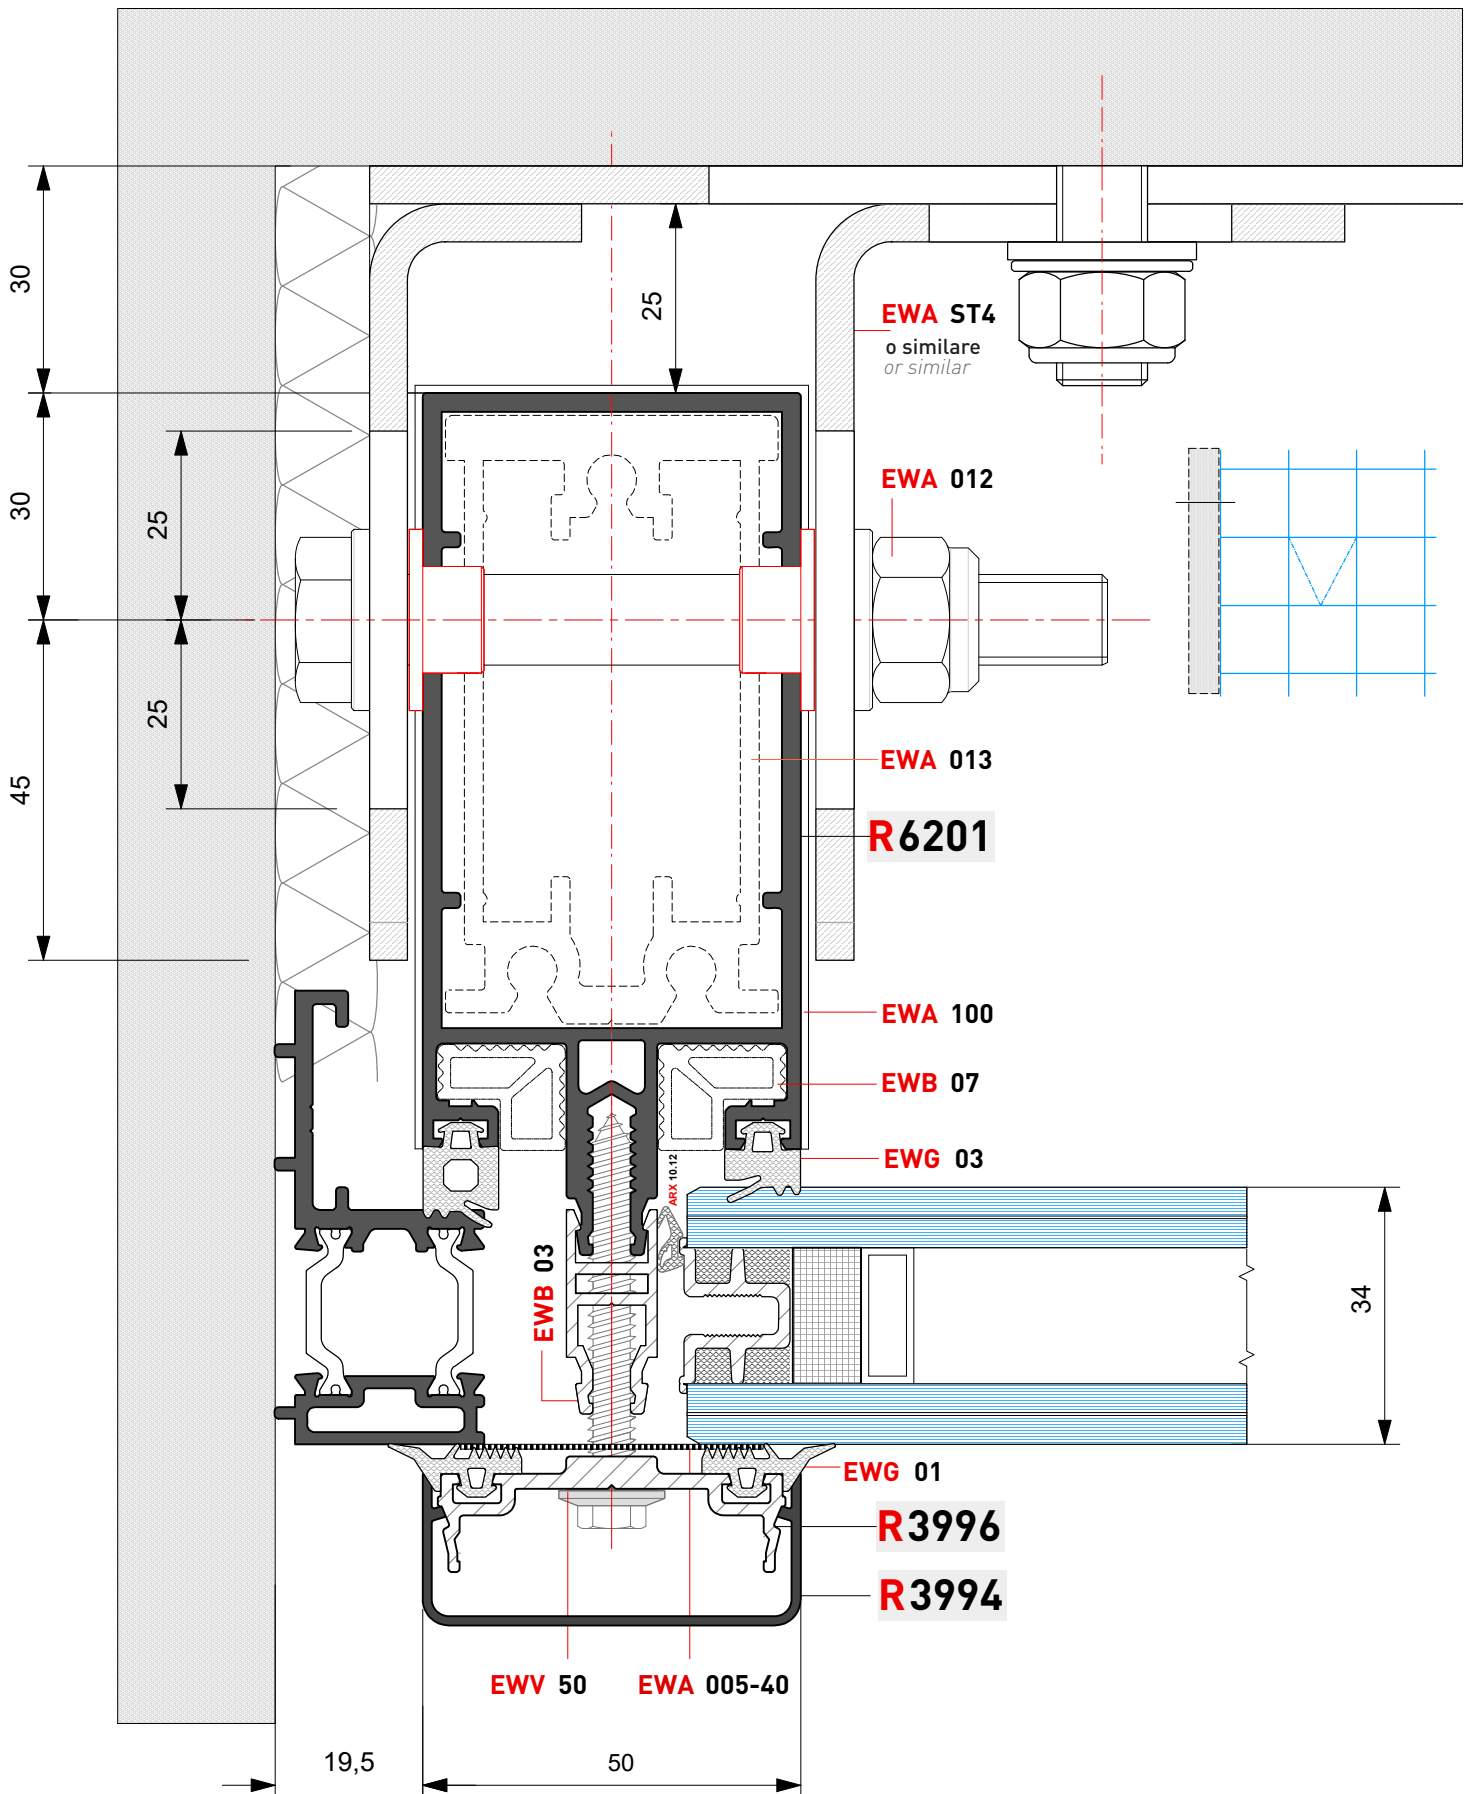 30
25
EWA ST4
o similare
or similar
30
25
EWA 012
25
45
EWA 013
R6201
EWA 100
EWB 07
EWG 03
ARX 10.12
EWB 03
34
EWG 01
R3996
R3994
EWV 50
EWA 005-40
19,5
50